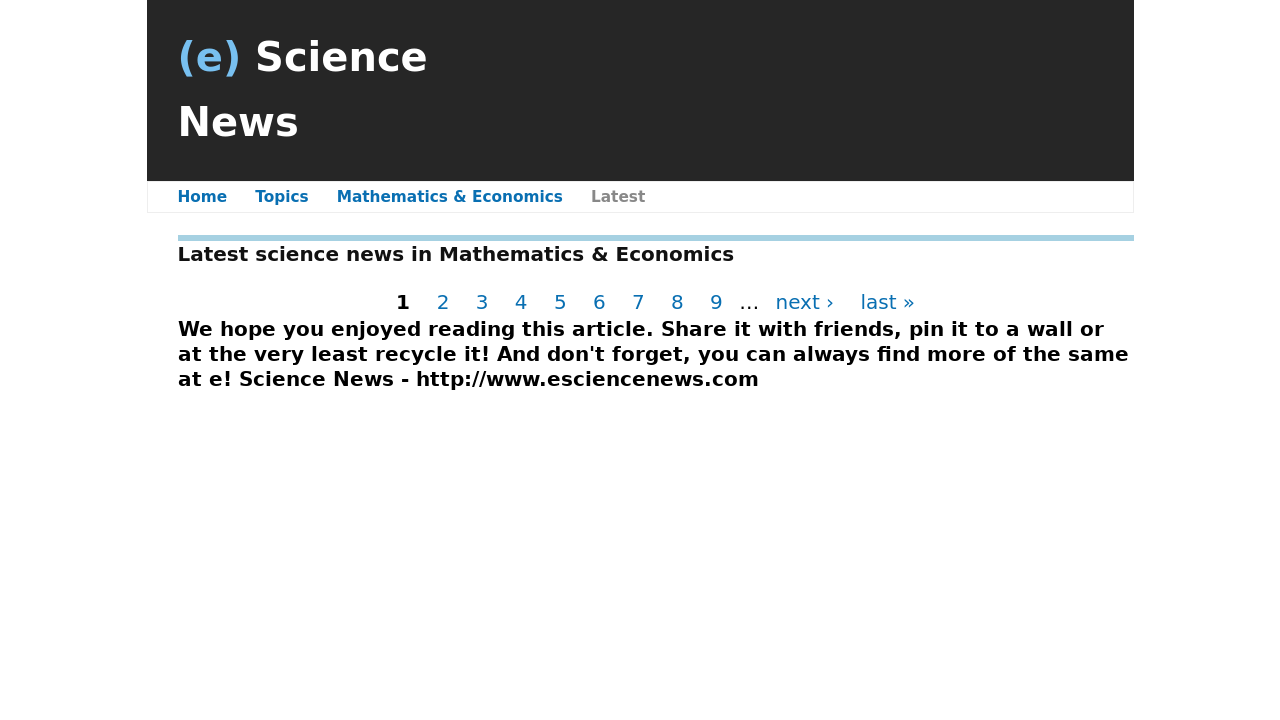 (e) Science
News
Home Topics Mathematics & Economics Latest
Latest science news in Mathematics & Economics
1 2 3 4 5 6 7 8 9 … next › last »
We hope you enjoyed reading this article. Share it with friends, pin it to a wall or
at the very least recycle it! And don't forget, you can always find more of the same
at e! Science News - http://www.esciencenews.com